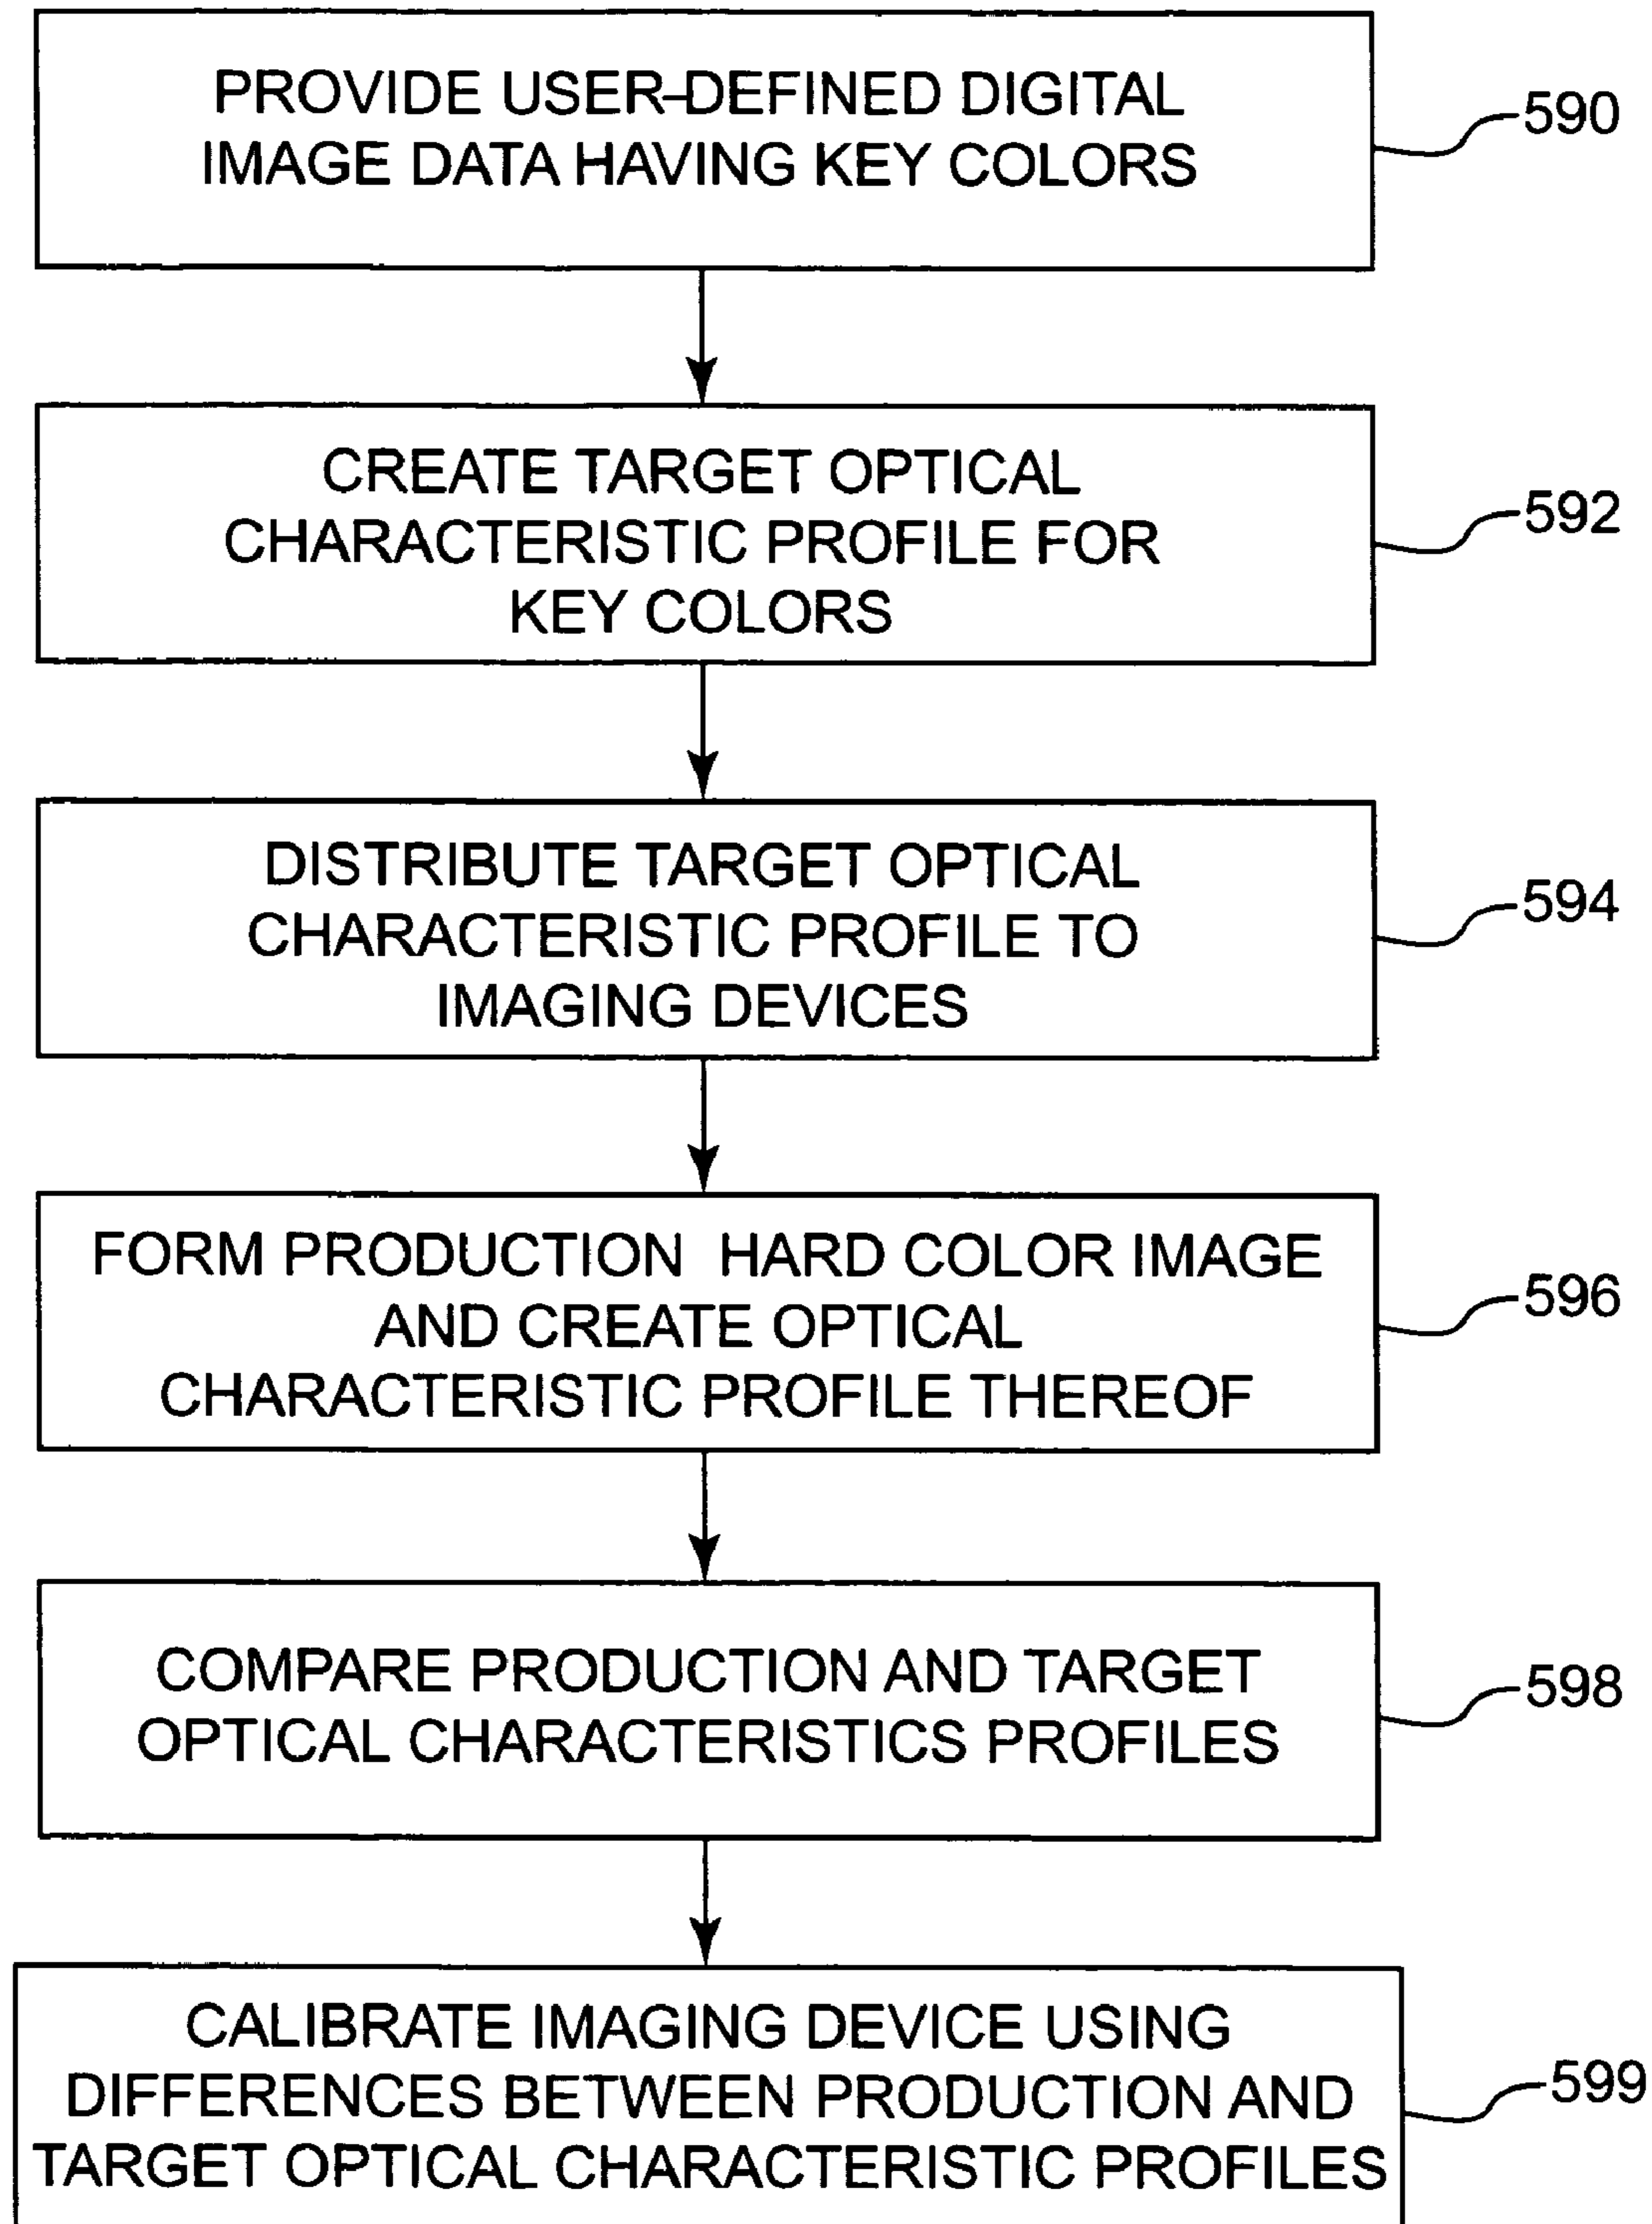 PROVIDE USER-DEFINED DIGITAL
IMAGE DATA HAVING KEY COLORS
590
CREATE TARGET OPTICAL
CHARACTERISTIC PROFILE FOR
KEY COLORS
592
DISTRIBUTE TARGET OPTICAL
CHARACTERISTIC PROFILE TO
IMAGING DEVICES
594
FORM PRODUCTION HARD COLOR IMAGE
AND CREATE OPTICAL
CHARACTERISTIC PROFILE THEREOF
596
COMPARE PRODUCTION AND TARGET
OPTICAL CHARACTERISTICS PROFILES
598
CALIBRATE IMAGING DEVICE USING
DIFFERENCES BETWEEN PRODUCTION AND
TARGET OPTICAL CHARACTERISTIC PROFILES
599